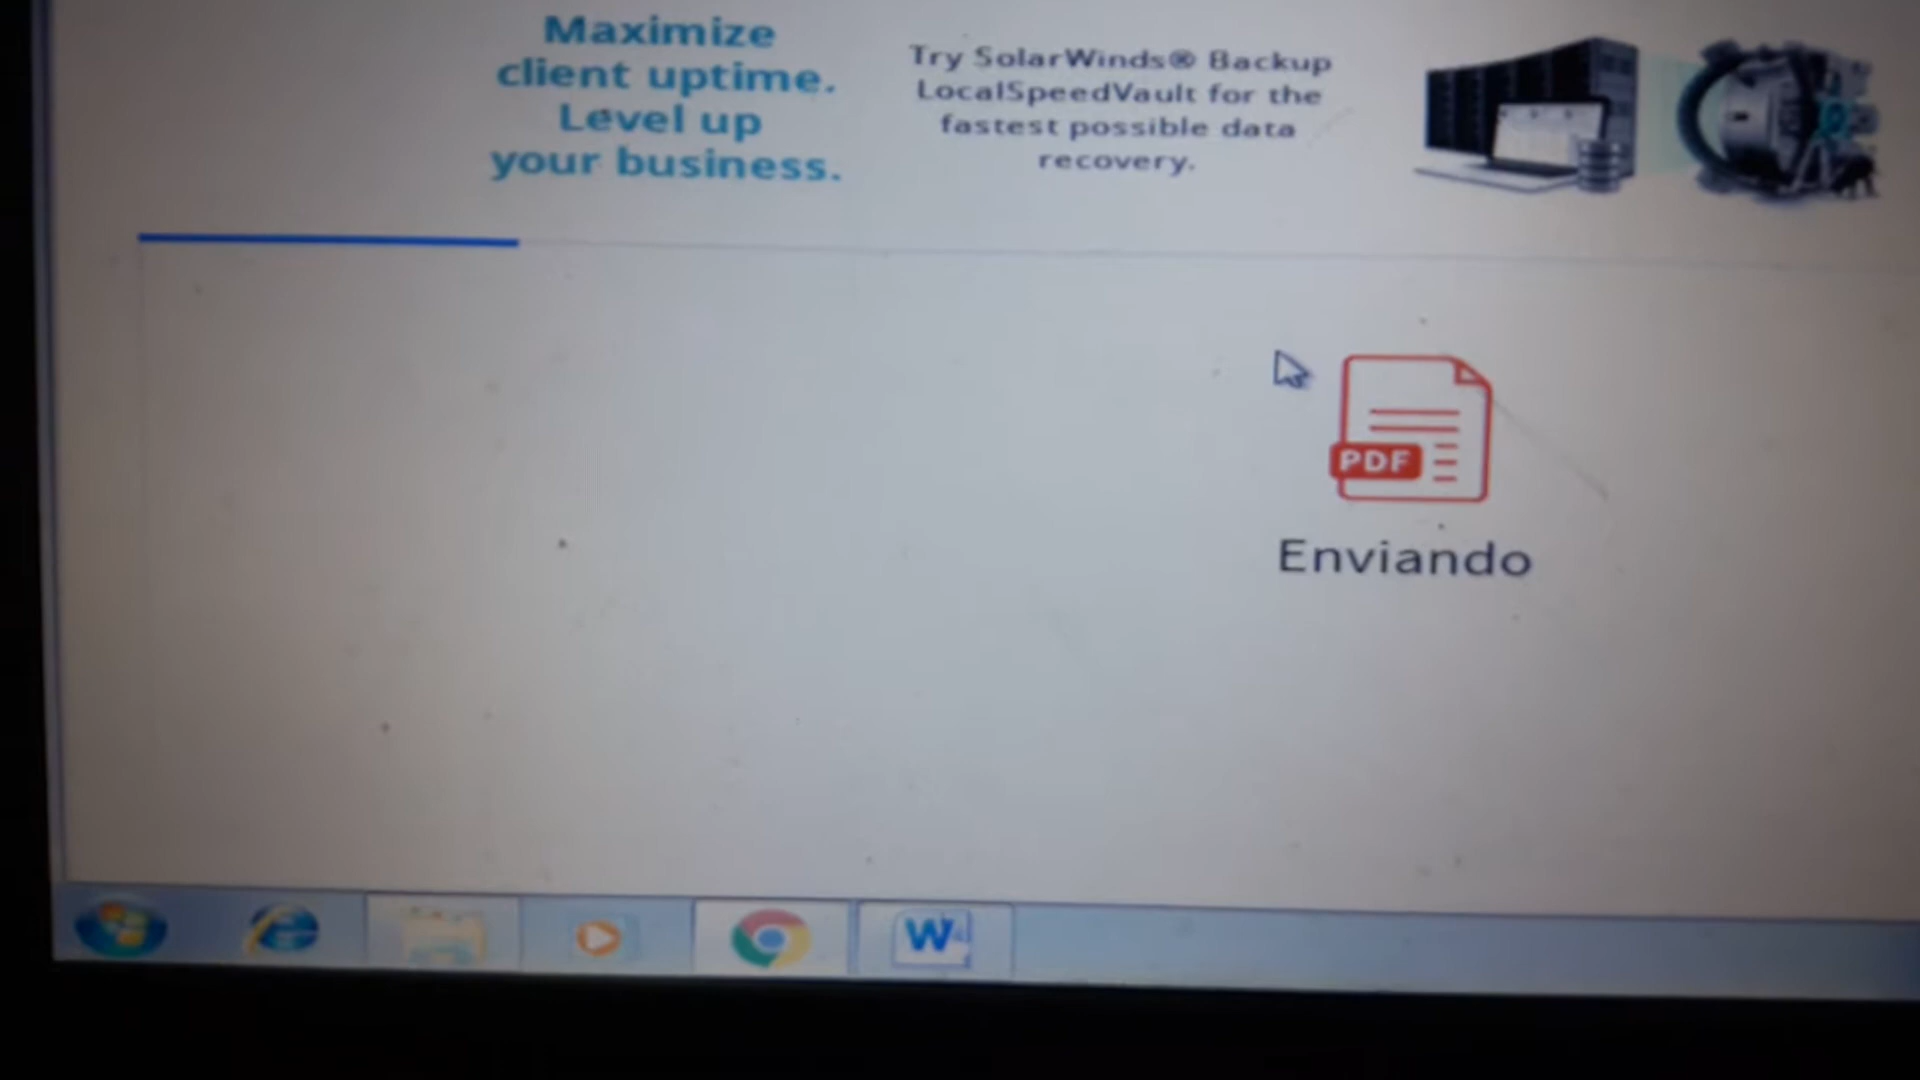 Maximize
client uptime.
Level up
your business.
Try SolarWinds® Backup
LocalSpeedVault for the
fastest possible data
recovery.
PDF
Enviando
W